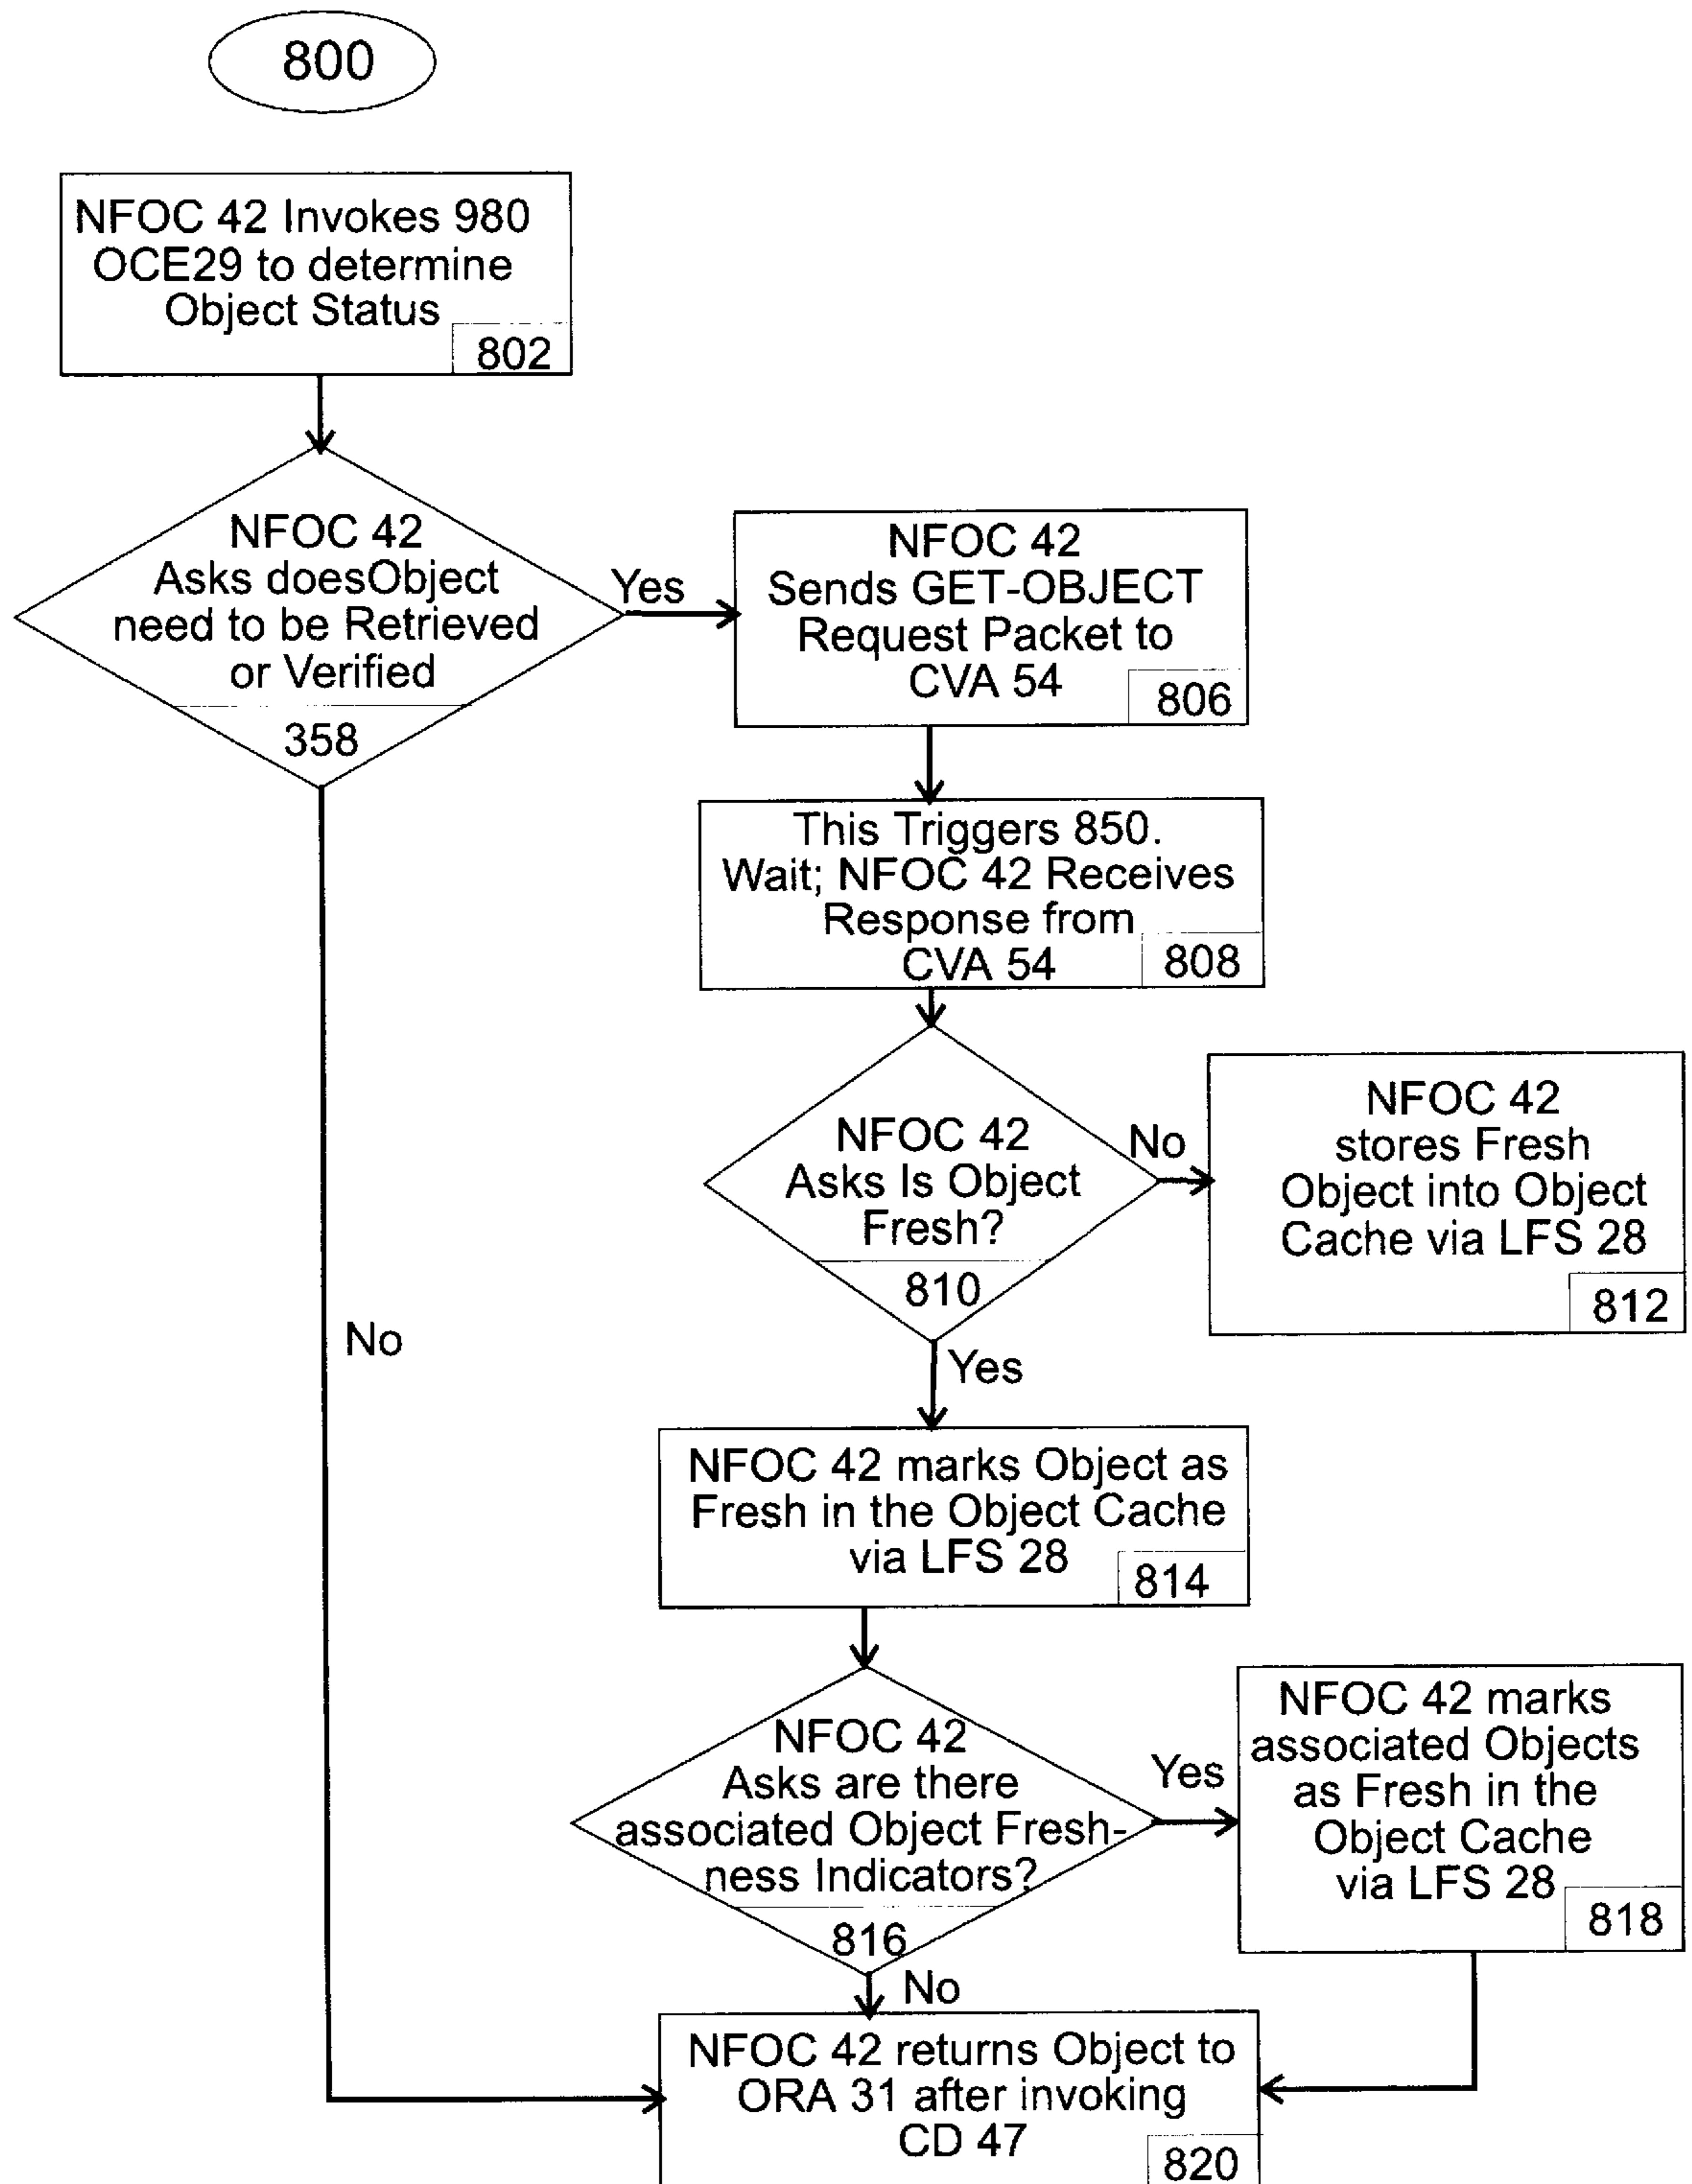 800
NFOC 42 Invokes 980
OCE29 to determine
Object Status
802
NFOC 42
Asks doesObject
need to be Retrieved
or Verified
358
Yes
NFOC 42
Sends GET-OBJECT
Request Packet to
CVA 54
806
This Triggers 850.
Wait; NFOC 42 Receives
Response from
CVA 54
808
NFOC 42
Asks Is Object
Fresh?
810
No
NFOC 42
stores Fresh
Object into Object
Cache via LFS 28
812
No
Yes
NFOC 42 marks Object as
Fresh in the Object Cache
via LFS 28
814
NFOC 42
Asks are there
associated Object Fresh-
ness Indicators?
816
Yes
NFOC 42 marks
associated Objects
as Fresh in the
Object Cache
via LFS 28
818
No
NFOC 42 returns Object to
ORA 31 after invoking
CD 47
820